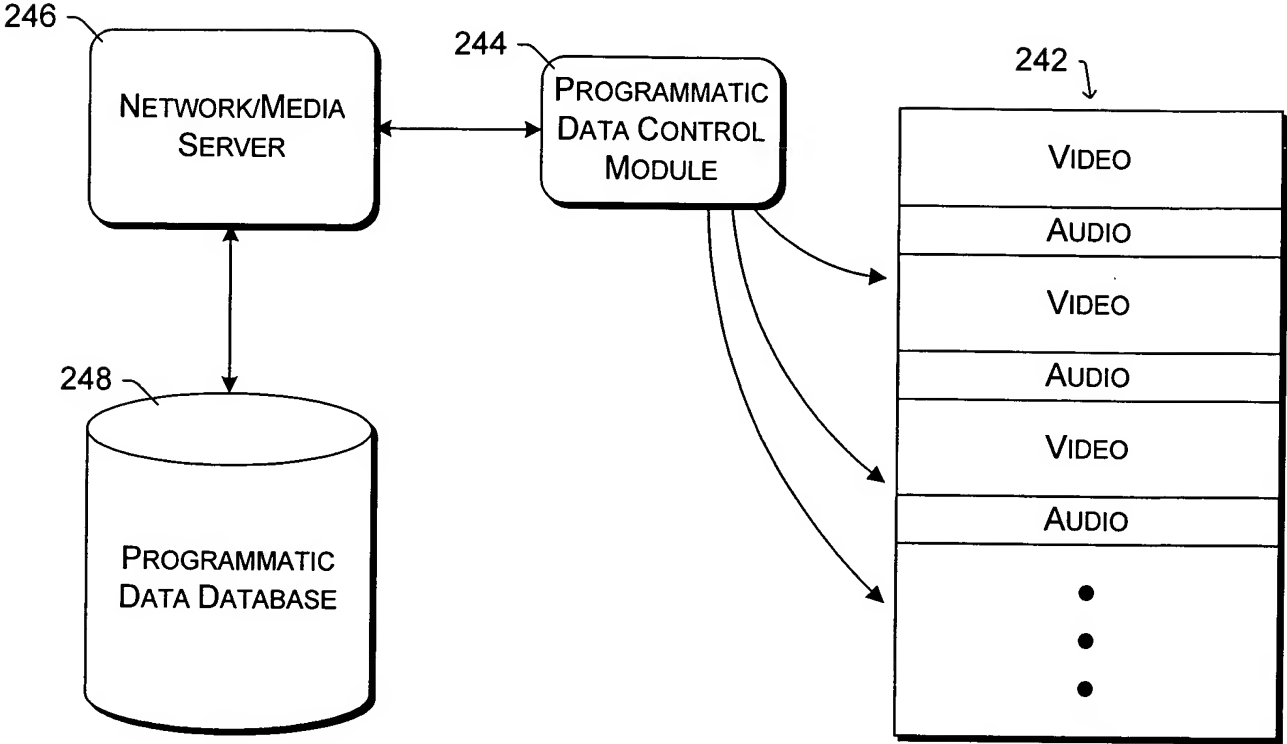 246
NETWORK/MEDIA
SERVER
244
PROGRAMMATIC
DATA CONTROL
MODULE
242
VIDEO
AUDIO
VIDEO
AUDIO
VIDEO
AUDIO
248
PROGRAMMATIC
DATA DATABASE